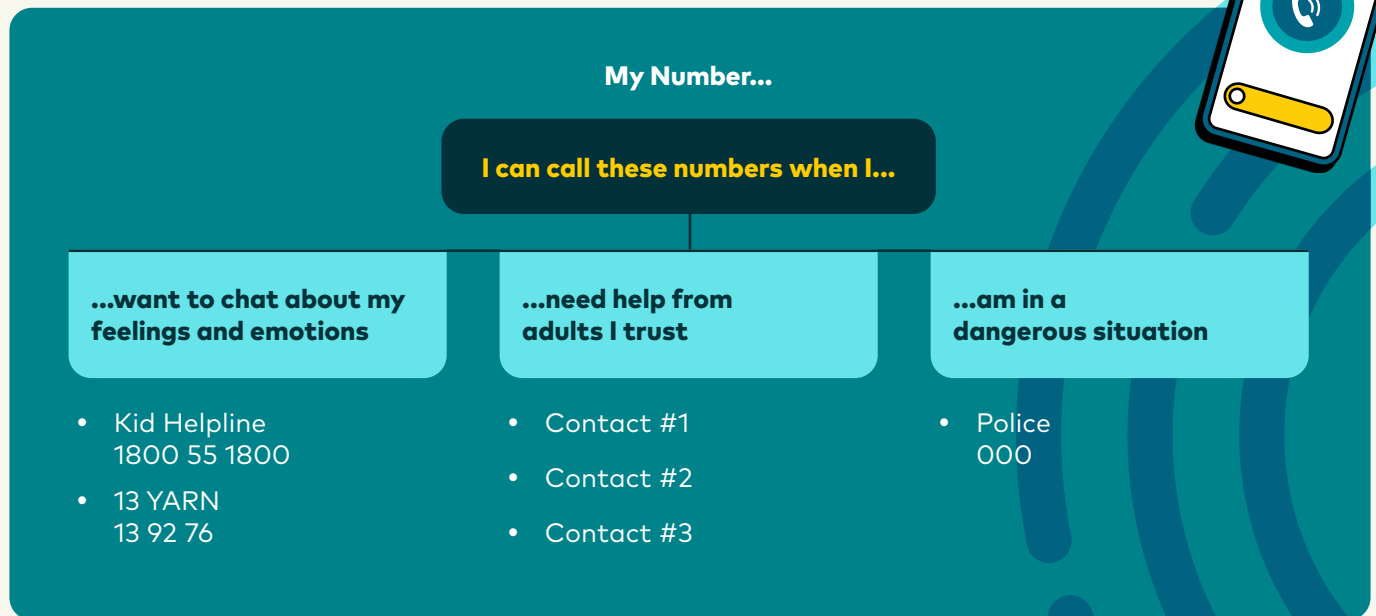 My Number...
I can call these numbers when I...
...want to chat about my
feelings and emotions
• Kid Helpline
1800 55 1800
• 13 YARN
13 92 76
...need help from
adults I trust
• Contact #1
• Contact #2
• Contact #3
...am in a
dangerous situation
• Police
000